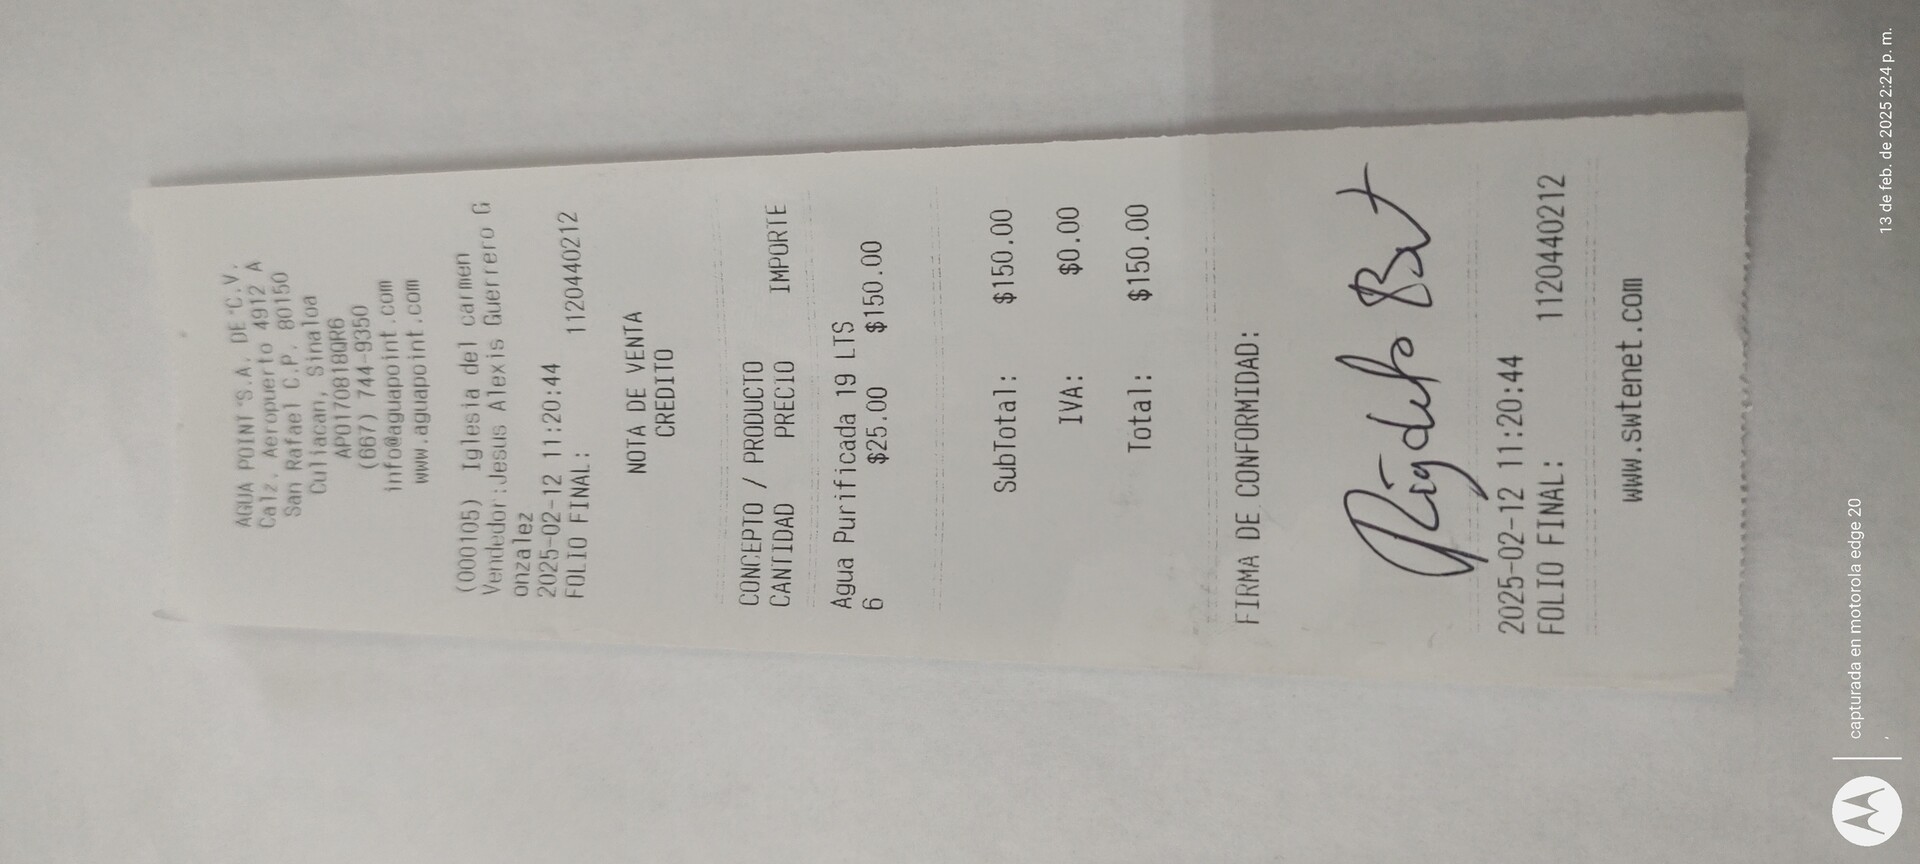 AGUA POINT S.A. DE C.V.
Calz. Aeropuerto 4912 A
San Rafael C.P. 80150
Culiacan, Sinaloa
APO170818QR6
(667) 744-9350
info@aguapoint.com
www.aguapoint.com
(000105) Iglesia del carmen
Vendedor:Jesus Alexis Guerrero G
onzalez
2025-02-12 11:20:44
FOLIO FINAL: 1120440212
NOTA DE VENTA
CREDITO
CONCEPTO / PRODUCTO
CANTIDAD PRECIO IMPORTE
Agua Purificada 19 LTS
6 $25.00 $150.00
SubTotal: $150.00
IVA: $0.00
Total: $150.00
FIRMA DE CONFORMIDAD:
2025-02-12 11:20:44
FOLIO FINAL: 1120440212
www.swtenet.com
capturada en motorola edge 20
13 de feb. de 2025 2:24 p. m.